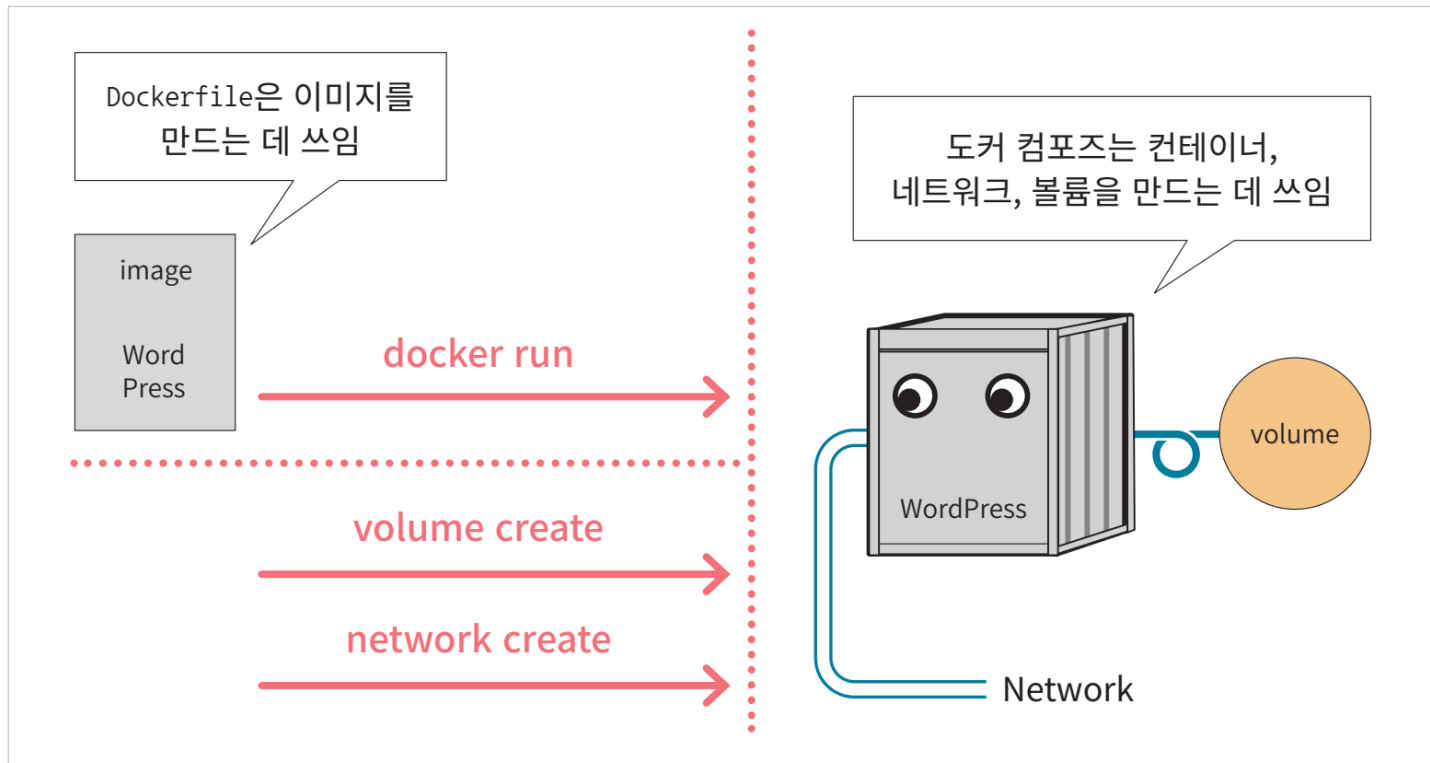 Dockerfile은 이미지를
만드는 데 쓰임
image
Word
Press
docker run
volume create
network create
도커 컴포즈는 컨테이너,
네트워크, 볼륨을 만드는 데 쓰임
WordPress
volume
Network